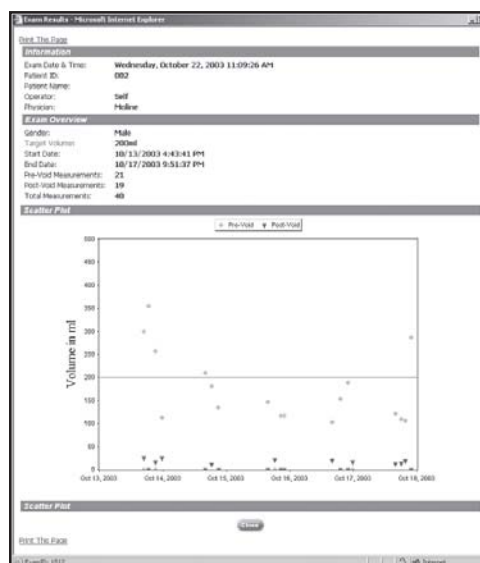 Exam Results - Microsoft Internet Explorer
Print The Page
Information
Exam Date & Time: Wednesday, October 22, 2003 11:09:26 AM
Patient ID: 002
Patient Name:
Operator: Self
Physician: Moline
Exam Overview
Gender: Male
Target Volume: 200ml
Start Date: 10/13/2003 4:43:41 PM
End Date: 10/17/2003 9:51:37 PM
Pre-Void Measurements: 21
Post-Void Measurements: 19
Total Measurements: 40
Scatter Plot
Pre-Void Post-Void
Volume in ml
500
450
400
350
300
250
200
150
100
50
0
Oct 13, 2003 Oct 14, 2003 Oct 15, 2003 Oct 16, 2003 Oct 17, 2003 Oct 18, 2003
Scatter Plot
Close
Print The Page
Internet